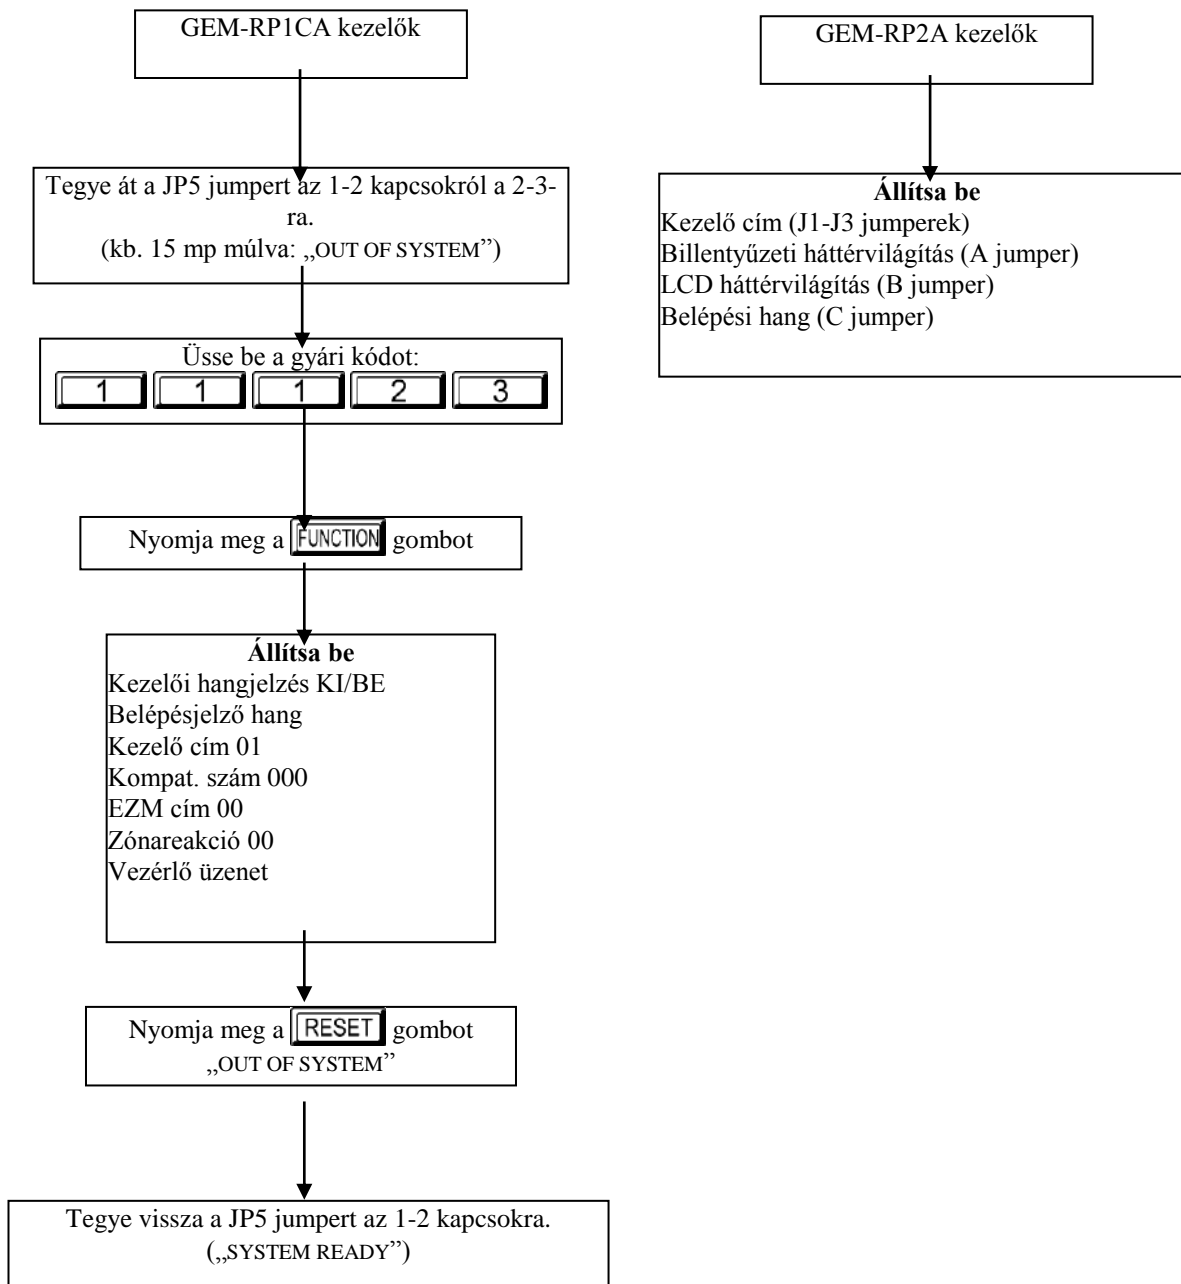 GEM-RP1CA kezelők
Tegye át a JP5 jumpert az 1-2 kapcsokról a 2-3-
ra.
(kb. 15 mp múlva: „OUT OF SYSTEM”)
Üsse be a gyári kódot:
1 1 1 2 3
Nyomja meg a FUNCTION gombot
Állítsa be
Kezelői hangjelzés KI/BE
Belépésjelző hang
Kezelő cím 01
Kompat. szám 000
EZM cím 00
Zónareakció 00
Vezérlő üzenet
Nyomja meg a RESET gombot
„OUT OF SYSTEM”
Tegye vissza a JP5 jumpert az 1-2 kapcsokra.
(„SYSTEM READY”)
GEM-RP2A kezelők
Állítsa be
Kezelő cím (J1-J3 jumperek)
Billentyűzeti háttérvilágítás (A jumper)
LCD háttérvilágítás (B jumper)
Belépési hang (C jumper)